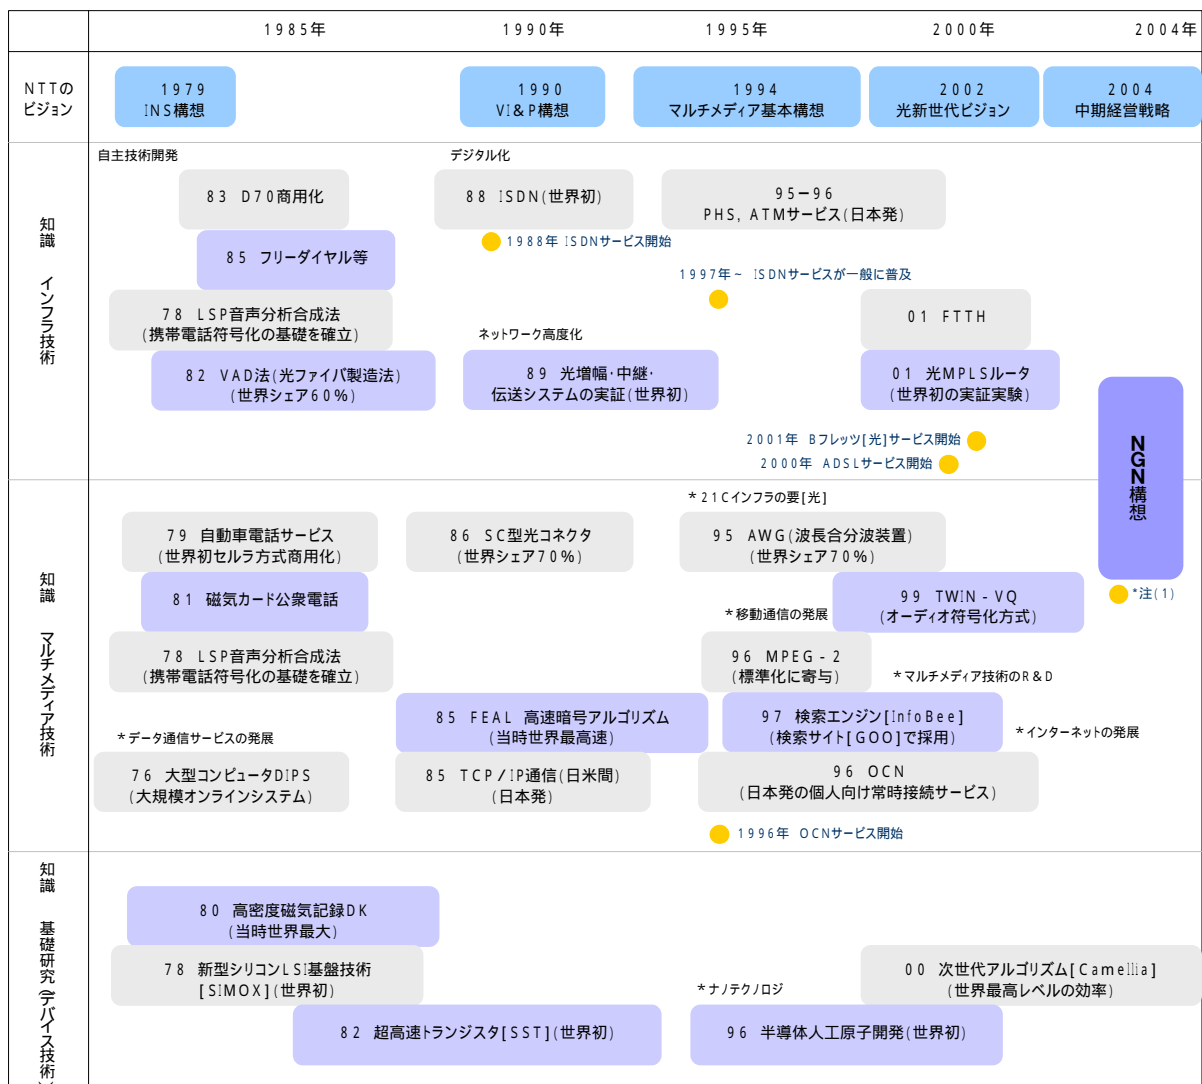 1985年 1990年 1995年 2000年 2004年
NTTの
ビジョン
1979
INS構想
1990
VI&P構想
1994
マルチメディア基本構想
2002
光新世代ビジョン
2004
中期経営戦略
知識 インフラ技術
自主技術開発
デジタル化
83 D70商用化
88 ISDN(世界初)
95ー96
PHS, ATMサービス(日本発)
1988年 ISDNサービス開始
85 フリーダイヤル等
1997年~ ISDNサービスが一般に普及
78 LSP音声分析合成法
(携帯電話符号化の基礎を確立)
ネットワーク高度化
01 FTTH
82 VAD法(光ファイバ製造法)
(世界シェア60%)
89 光増幅・中継・
伝送システムの実証(世界初)
01 光MPLSルータ
(世界初の実証実験)
2001年 Bフレッツ[光]サービス開始
2000年 ADSLサービス開始
NGN構想
*注(1)
知識 マルチメディア技術
*21Cインフラの要[光]
79 自動車電話サービス
(世界初セルラ方式商用化)
86 SC型光コネクタ
(世界シェア70%)
95 AWG(波長合分波装置)
(世界シェア70%)
81 磁気カード公衆電話
99 TWIN-VQ
(オーディオ符号化方式)
*移動通信の発展
78 LSP音声分析合成法
(携帯電話符号化の基礎を確立)
96 MPEG-2
(標準化に寄与)
*マルチメディア技術のR&D
85 FEAL 高速暗号アルゴリズム
(当時世界最高速)
97 検索エンジン[InfoBee]
(検索サイト[GOO]で採用)
*インターネットの発展
*データ通信サービスの発展
76 大型コンピュータDIPS
(大規模オンラインシステム)
85 TCP/IP通信(日米間)
(日本発)
96 OCN
(日本発の個人向け常時接続サービス)
1996年 OCNサービス開始
知識 基礎研究(デバイス技術)
80 高密度磁気記録DK
(当時世界最大)
78 新型シリコンLSI基盤技術
[SIMOX](世界初)
00 次世代アルゴリズム[Camellia]
(世界最高レベルの効率)
*ナノテクノロジ
82 超高速トランジスタ[SST](世界初)
96 半導体人工原子開発(世界初)